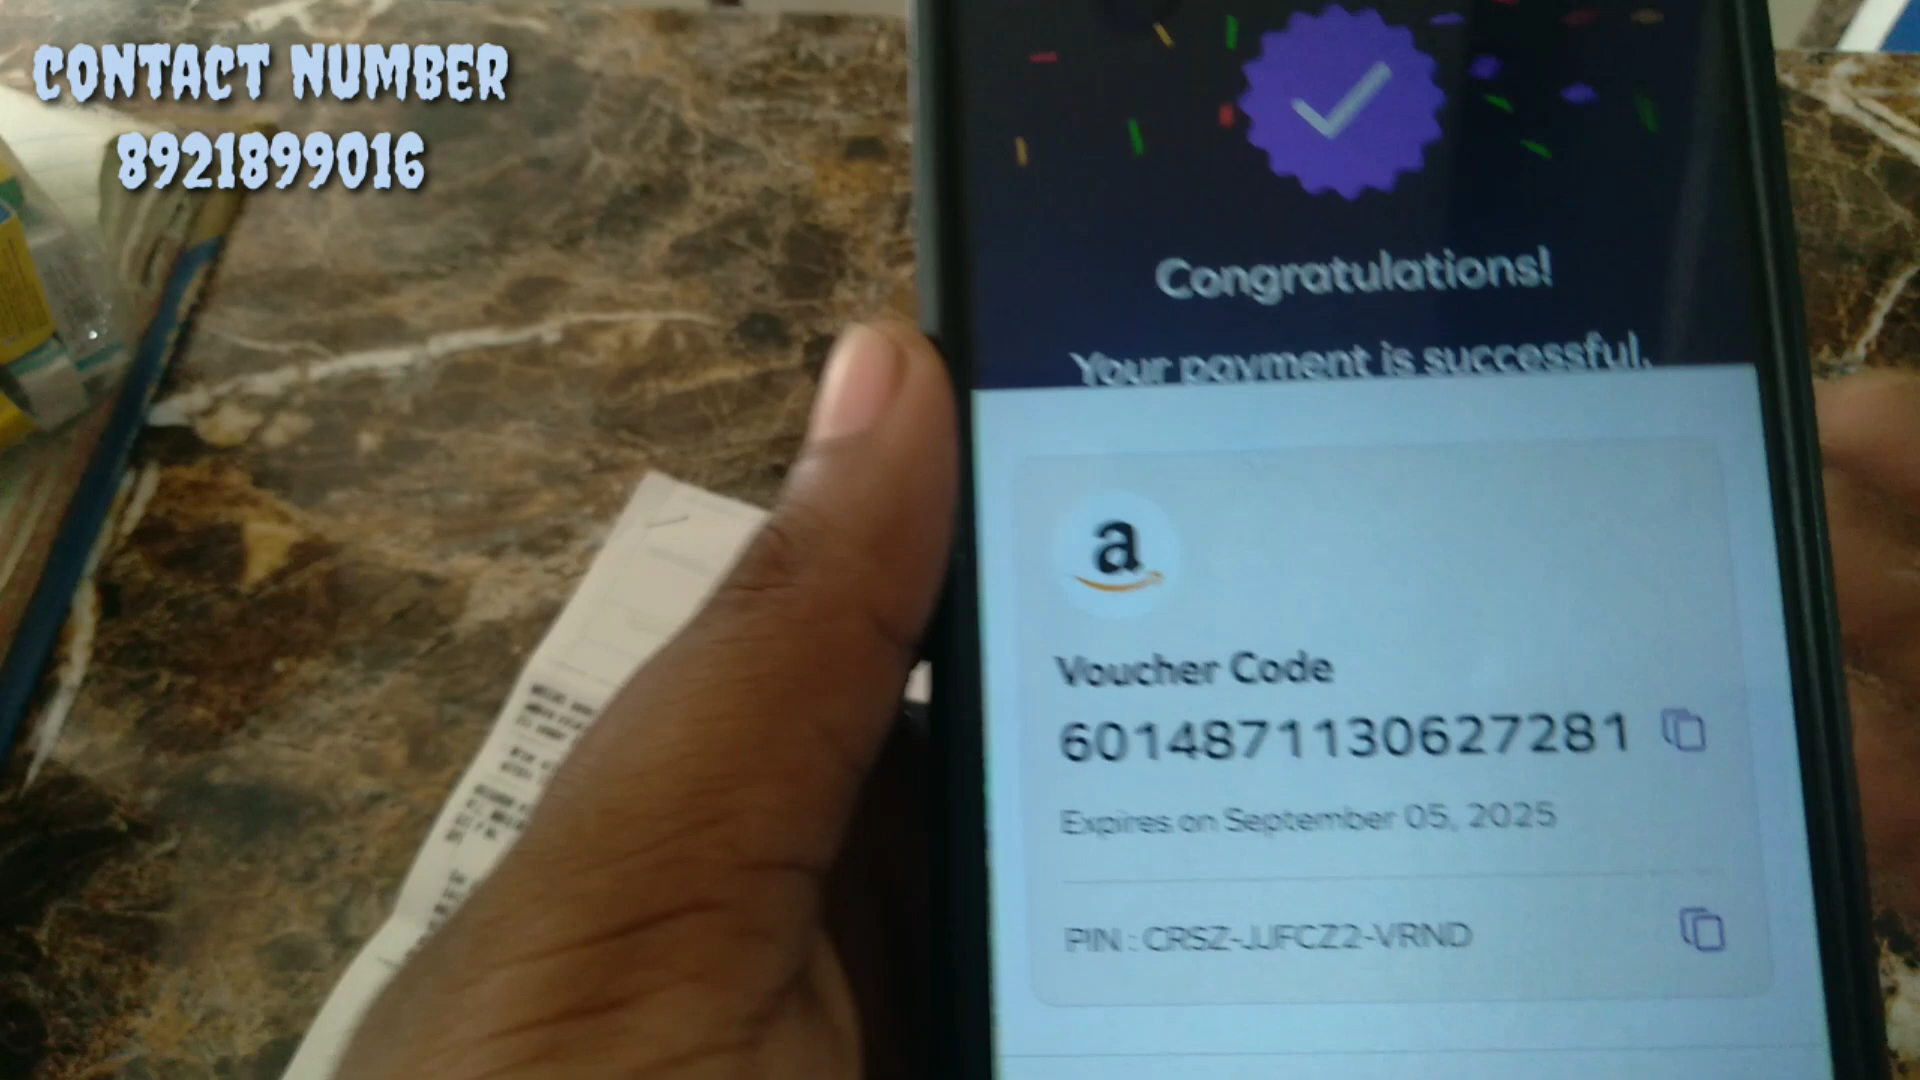 CONTACT NUMBER
8921899016
Congratulations!
Your payment is successful.
a
Voucher Code
6014871130627281
Expires on September 05, 2025
PIN : CRSZ-JJFCZ2-VRND